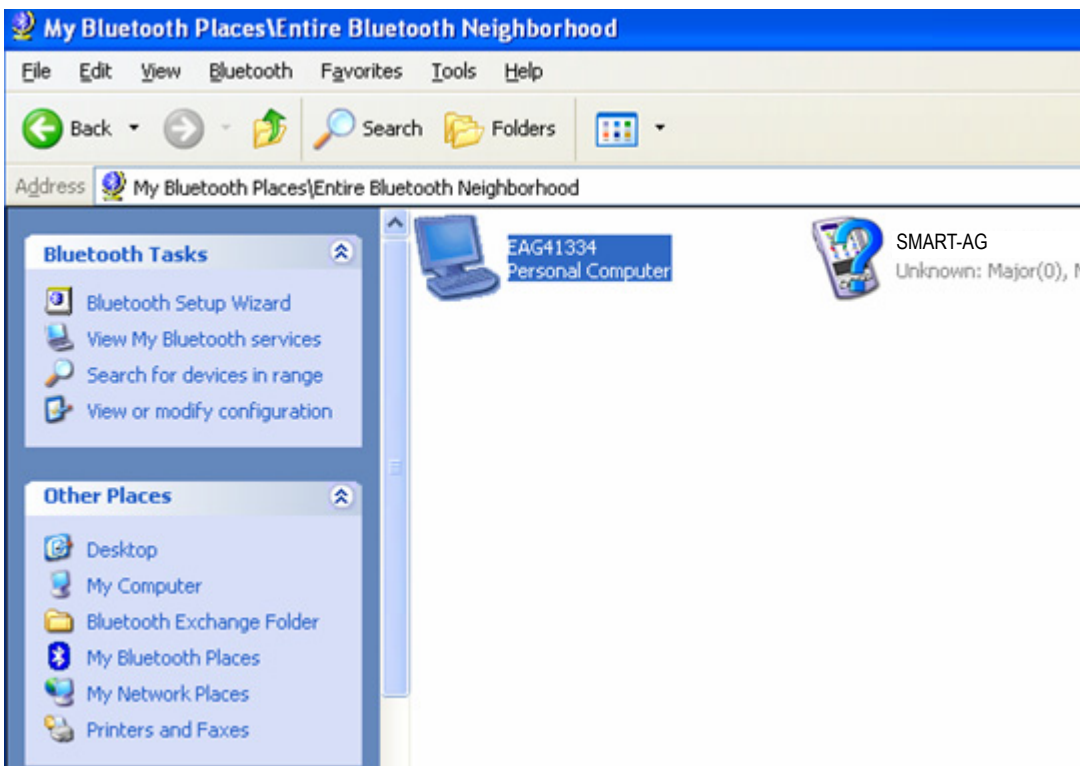 My Bluetooth Places\Entire Bluetooth Neighborhood
File Edit View Bluetooth Favorites Tools Help
Back Search Folders
Address My Bluetooth Places\Entire Bluetooth Neighborhood
Bluetooth Tasks
Bluetooth Setup Wizard
View My Bluetooth services
Search for devices in range
View or modify configuration
Other Places
Desktop
My Computer
Bluetooth Exchange Folder
My Bluetooth Places
My Network Places
Printers and Faxes
EAG41334
Personal Computer
SMART-AG
Unknown: Major(0),